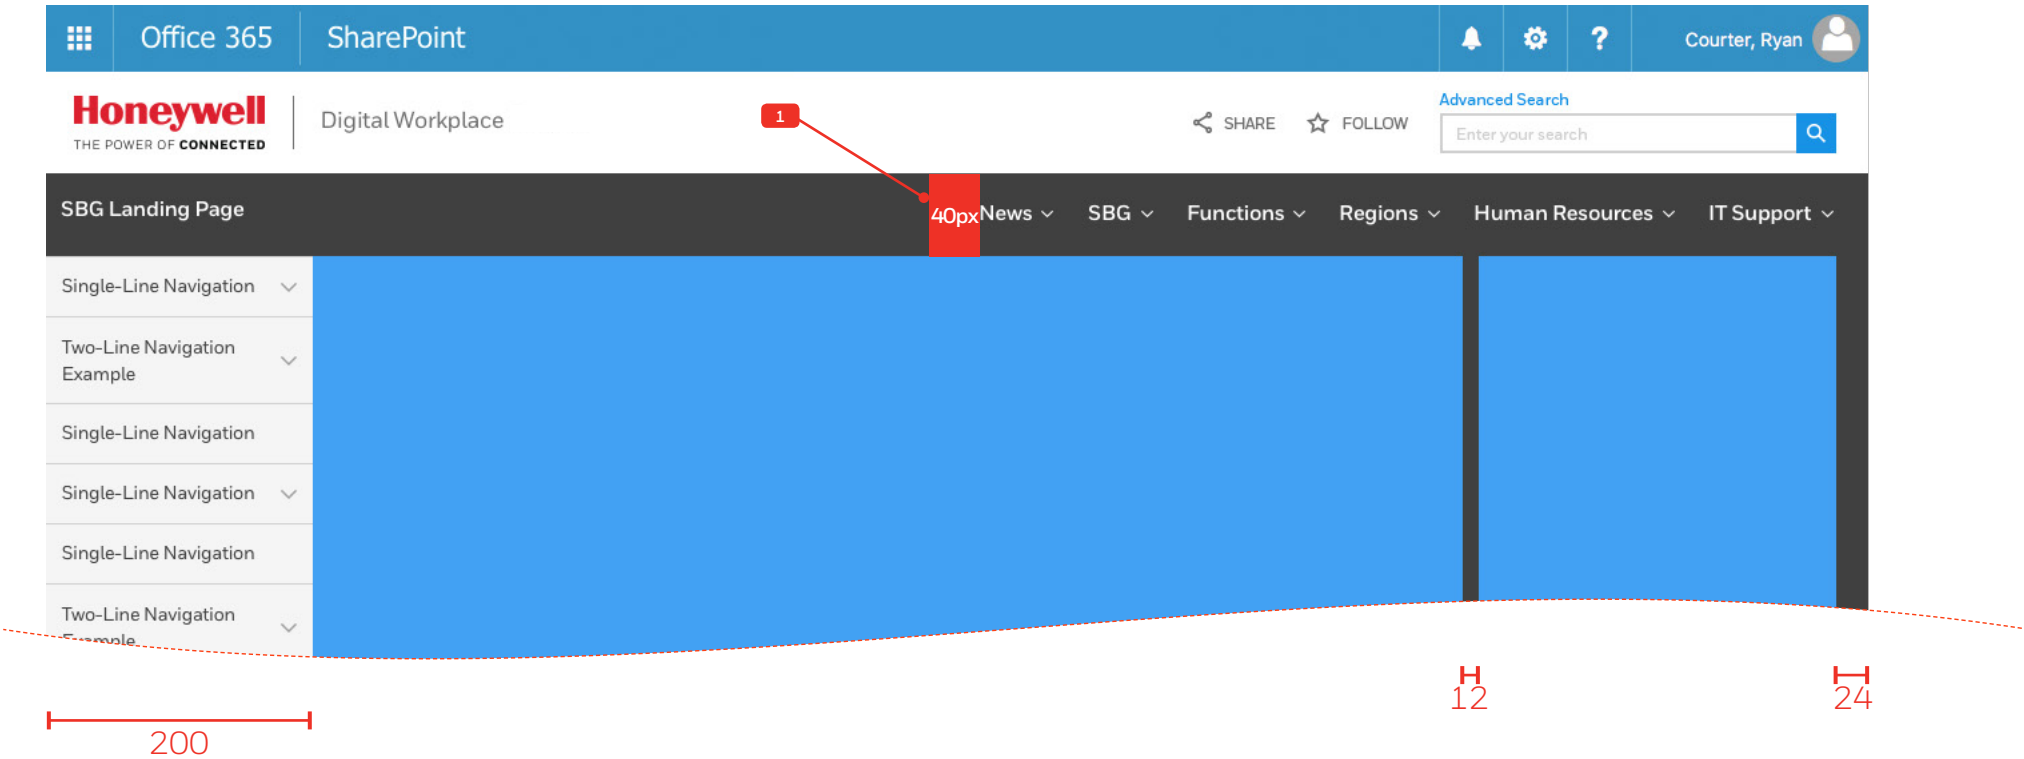 Office 365
SharePoint
?
Courter, Ryan
Honeywell
THE POWER OF CONNECTED
Digital Workplace
1
SHARE
FOLLOW
Advanced Search
Enter your search
SBG Landing Page
40px
News
SBG
Functions
Regions
Human Resources
IT Support
Single-Line Navigation
Two-Line Navigation
Example
Single-Line Navigation
Single-Line Navigation
Single-Line Navigation
Two-Line Navigation
Example
12
24
200